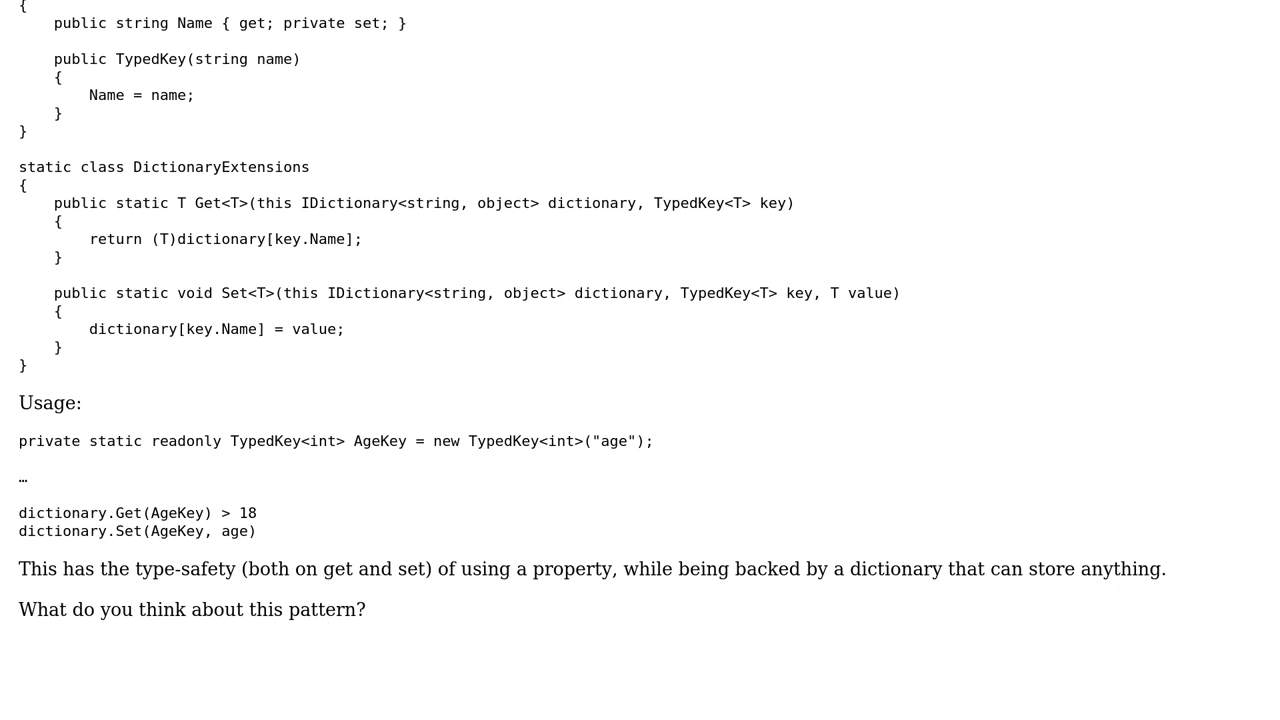 {
    public string Name { get; private set; }

    public TypedKey(string name)
    {
        Name = name;
    }
}

static class DictionaryExtensions
{
    public static T Get<T>(this IDictionary<string, object> dictionary, TypedKey<T> key)
    {
        return (T)dictionary[key.Name];
    }

    public static void Set<T>(this IDictionary<string, object> dictionary, TypedKey<T> key, T value)
    {
        dictionary[key.Name] = value;
    }
}
Usage:
private static readonly TypedKey<int> AgeKey = new TypedKey<int>("age");

…

dictionary.Get(AgeKey) > 18
dictionary.Set(AgeKey, age)
This has the type-safety (both on get and set) of using a property, while being backed by a dictionary that can store anything.
What do you think about this pattern?